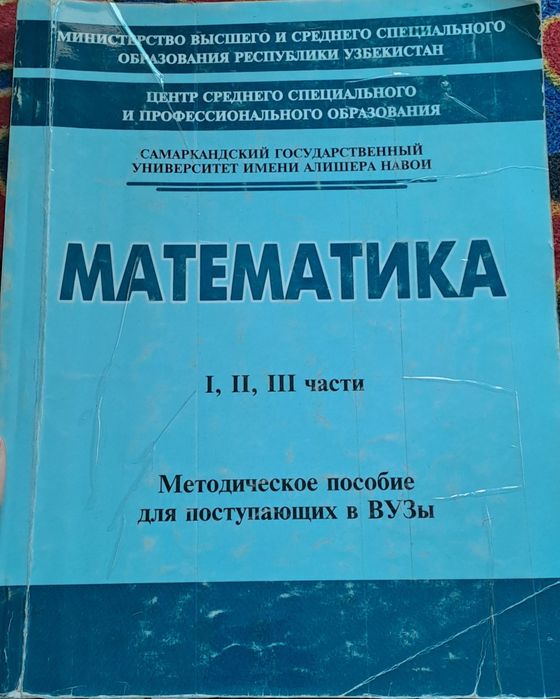 МИНИСТЕРСТВО ВЫСШЕГО И СРЕДНЕГО СПЕЦИАЛЬНОГО
ОБРАЗОВАНИЯ РЕСПУБЛИКИ УЗБЕКИСТАН
ЦЕНТР СРЕДНЕГО СПЕЦИАЛЬНОГО
И ПРОФЕССИОНАЛЬНОГО ОБРАЗОВАНИЯ
САМАРКАНДСКИЙ ГОСУДАРСТВЕННЫЙ
УНИВЕРСИТЕТ ИМЕНИ АЛИШЕРА НАВОИ
МАТЕМАТИКА
I, II, III части
Методическое пособие
для поступающих в ВУЗы